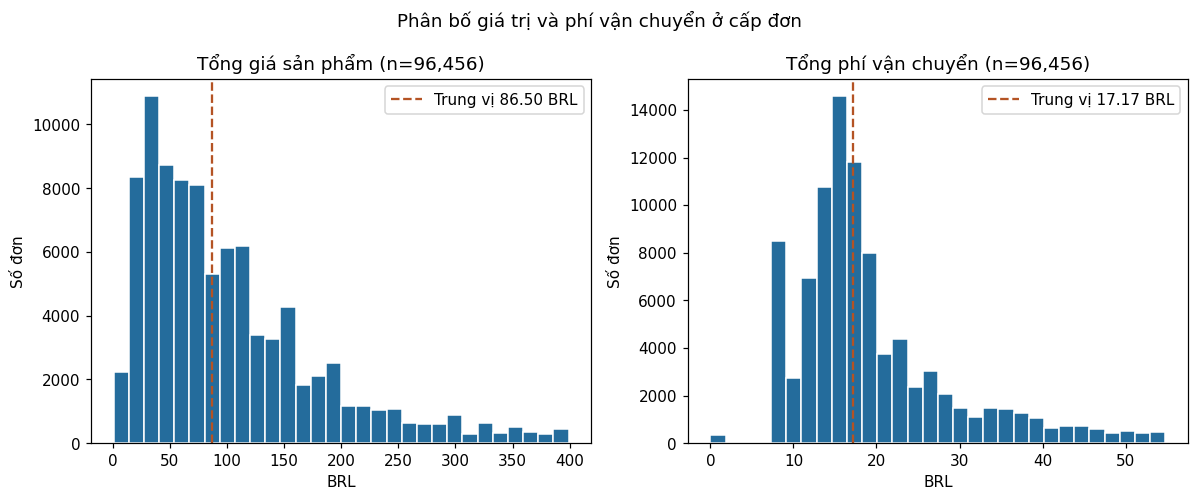 Phân bố giá trị và phí vận chuyển ở cấp đơn
Tổng giá sản phẩm (n=96,456)
Trung vị 86.50 BRL
Số đơn
10000
8000
6000
4000
2000
0
0 50 100 150 200 250 300 350 400
BRL
Tổng phí vận chuyển (n=96,456)
Trung vị 17.17 BRL
Số đơn
14000
12000
10000
8000
6000
4000
2000
0
0 10 20 30 40 50
BRL